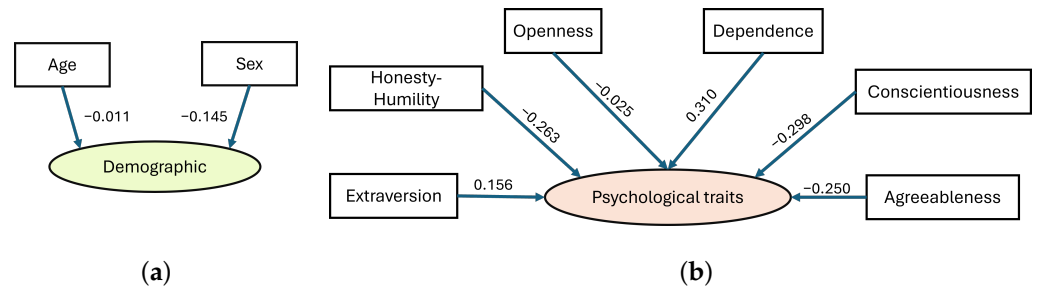 Age
Sex
−0.011
−0.145
Demographic
(a)
Openness
Dependence
Honesty-
Humility
Conscientiousness
−0.025
0.310
−0.263
−0.298
Extraversion
0.156
Psychological traits
−0.250
Agreeableness
(b)